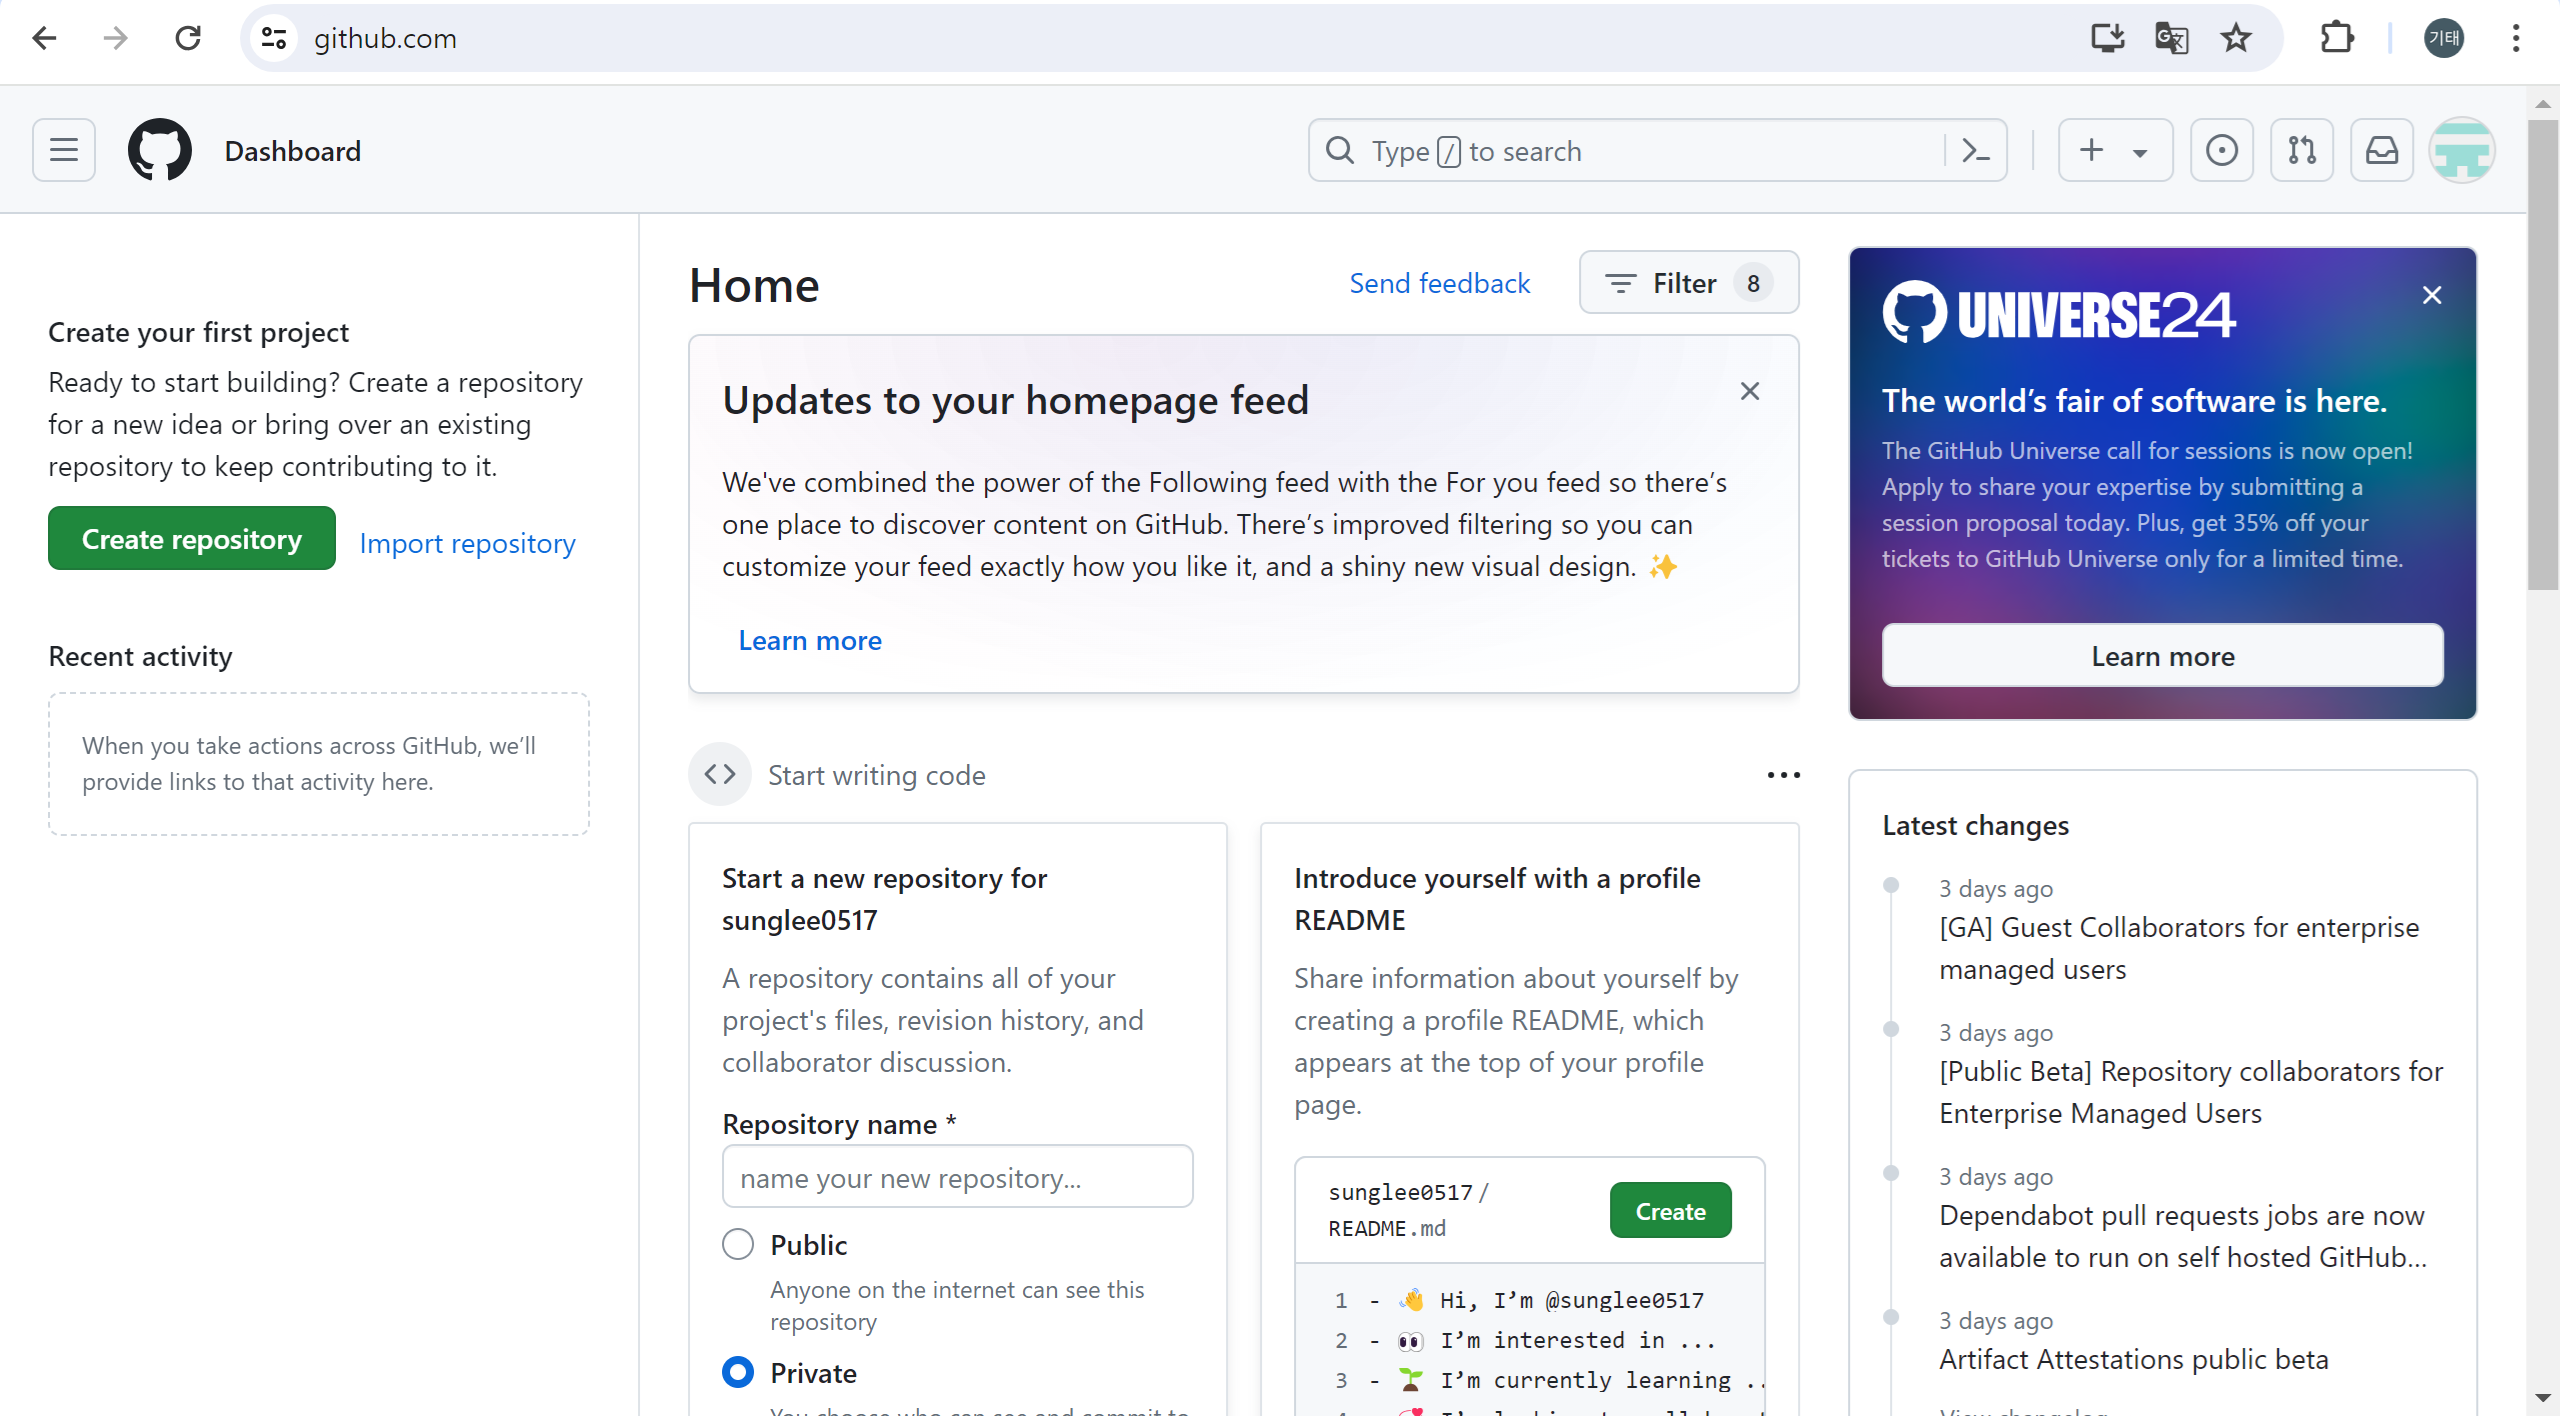 github.com
기태
Dashboard
Type / to search
Create your first project
Ready to start building? Create a repository
for a new idea or bring over an existing
repository to keep contributing to it.
Create repository
Import repository
Recent activity
When you take actions across GitHub, we’ll
provide links to that activity here.
Home
Send feedback
Filter 8
Updates to your homepage feed
We've combined the power of the Following feed with the For you feed so there’s
one place to discover content on GitHub. There’s improved filtering so you can
customize your feed exactly how you like it, and a shiny new visual design. ✨
Learn more
Start writing code
Start a new repository for
sunglee0517
A repository contains all of your
project's files, revision history, and
collaborator discussion.
Repository name *
name your new repository...
Public
Anyone on the internet can see this
repository
Private
You choose who can see and commit to
Introduce yourself with a profile
README
Share information about yourself by
creating a profile README, which
appears at the top of your profile
page.
sunglee0517/
README.md
Create
1 - 👋 Hi, I’m @sunglee0517
2 - 👀 I’m interested in ...
3 - 🌱 I’m currently learning ..
UNIVERSE24
The world’s fair of software is here.
The GitHub Universe call for sessions is now open!
Apply to share your expertise by submitting a
session proposal today. Plus, get 35% off your
tickets to GitHub Universe only for a limited time.
Learn more
Latest changes
3 days ago
[GA] Guest Collaborators for enterprise
managed users
3 days ago
[Public Beta] Repository collaborators for
Enterprise Managed Users
3 days ago
Dependabot pull requests jobs are now
available to run on self hosted GitHub...
3 days ago
Artifact Attestations public beta
View changelog